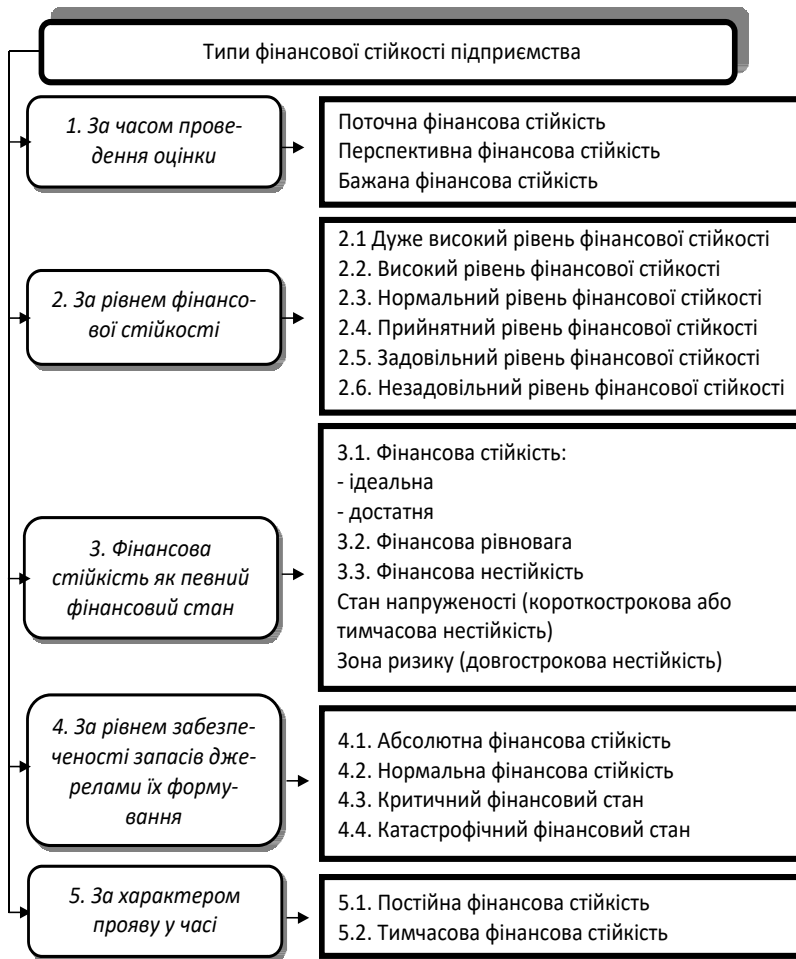 Типи фінансової стійкості підприємства
1. За часом прове-
дення оцінки
Поточна фінансова стійкість
Перспективна фінансова стійкість
Бажана фінансова стійкість
2. За рівнем фінансо-
вої стійкості
2.1 Дуже високий рівень фінансової стійкості
2.2. Високий рівень фінансової стійкості
2.3. Нормальний рівень фінансової стійкості
2.4. Прийнятний рівень фінансової стійкості
2.5. Задовільний рівень фінансової стійкості
2.6. Незадовільний рівень фінансової стійкості
3. Фінансова
стійкість як певний
фінансовий стан
3.1. Фінансова стійкість:
- ідеальна
- достатня
3.2. Фінансова рівновага
3.3. Фінансова нестійкість
Стан напруженості (короткострокова або
тимчасова нестійкість)
Зона ризику (довгострокова нестійкість)
4. За рівнем забезпе-
ченості запасів дже-
релами їх форму-
вання
4.1. Абсолютна фінансова стійкість
4.2. Нормальна фінансова стійкість
4.3. Критичний фінансовий стан
4.4. Катастрофічний фінансовий стан
5. За характером
прояву у часі
5.1. Постійна фінансова стійкість
5.2. Тимчасова фінансова стійкість